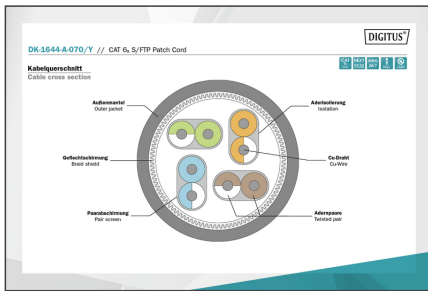 DIGITUS®
DK-1644-A-070/Y // CAT 6A S/FTP Patch Cord
Kabelquerschnitt
Cable cross section
Außenmantel
Outer jacket
Aderisolierung
Isolation
Geflechtschirmung
Braid shield
Cu-Draht
Cu-Wire
Paarabschirmung
Pair screen
Adernpaare
Twisted pair